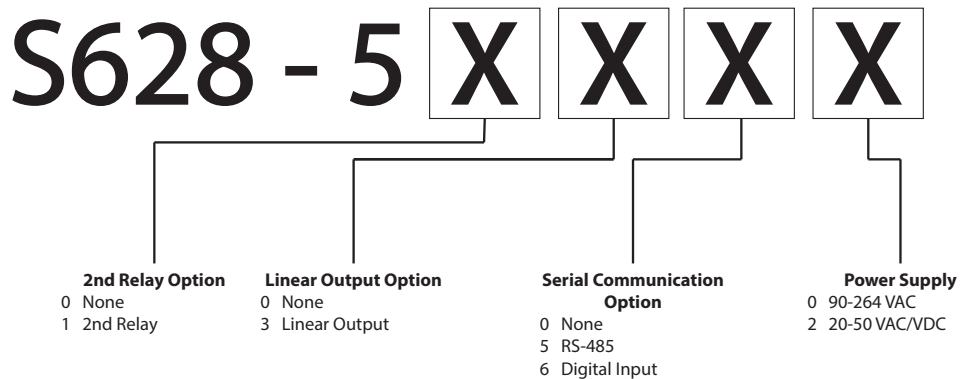 S628 - 5 X X X X
2nd Relay Option
0 None
1 2nd Relay
Linear Output Option
0 None
3 Linear Output
Serial Communication
Option
0 None
5 RS-485
6 Digital Input
Power Supply
0 90-264 VAC
2 20-50 VAC/VDC